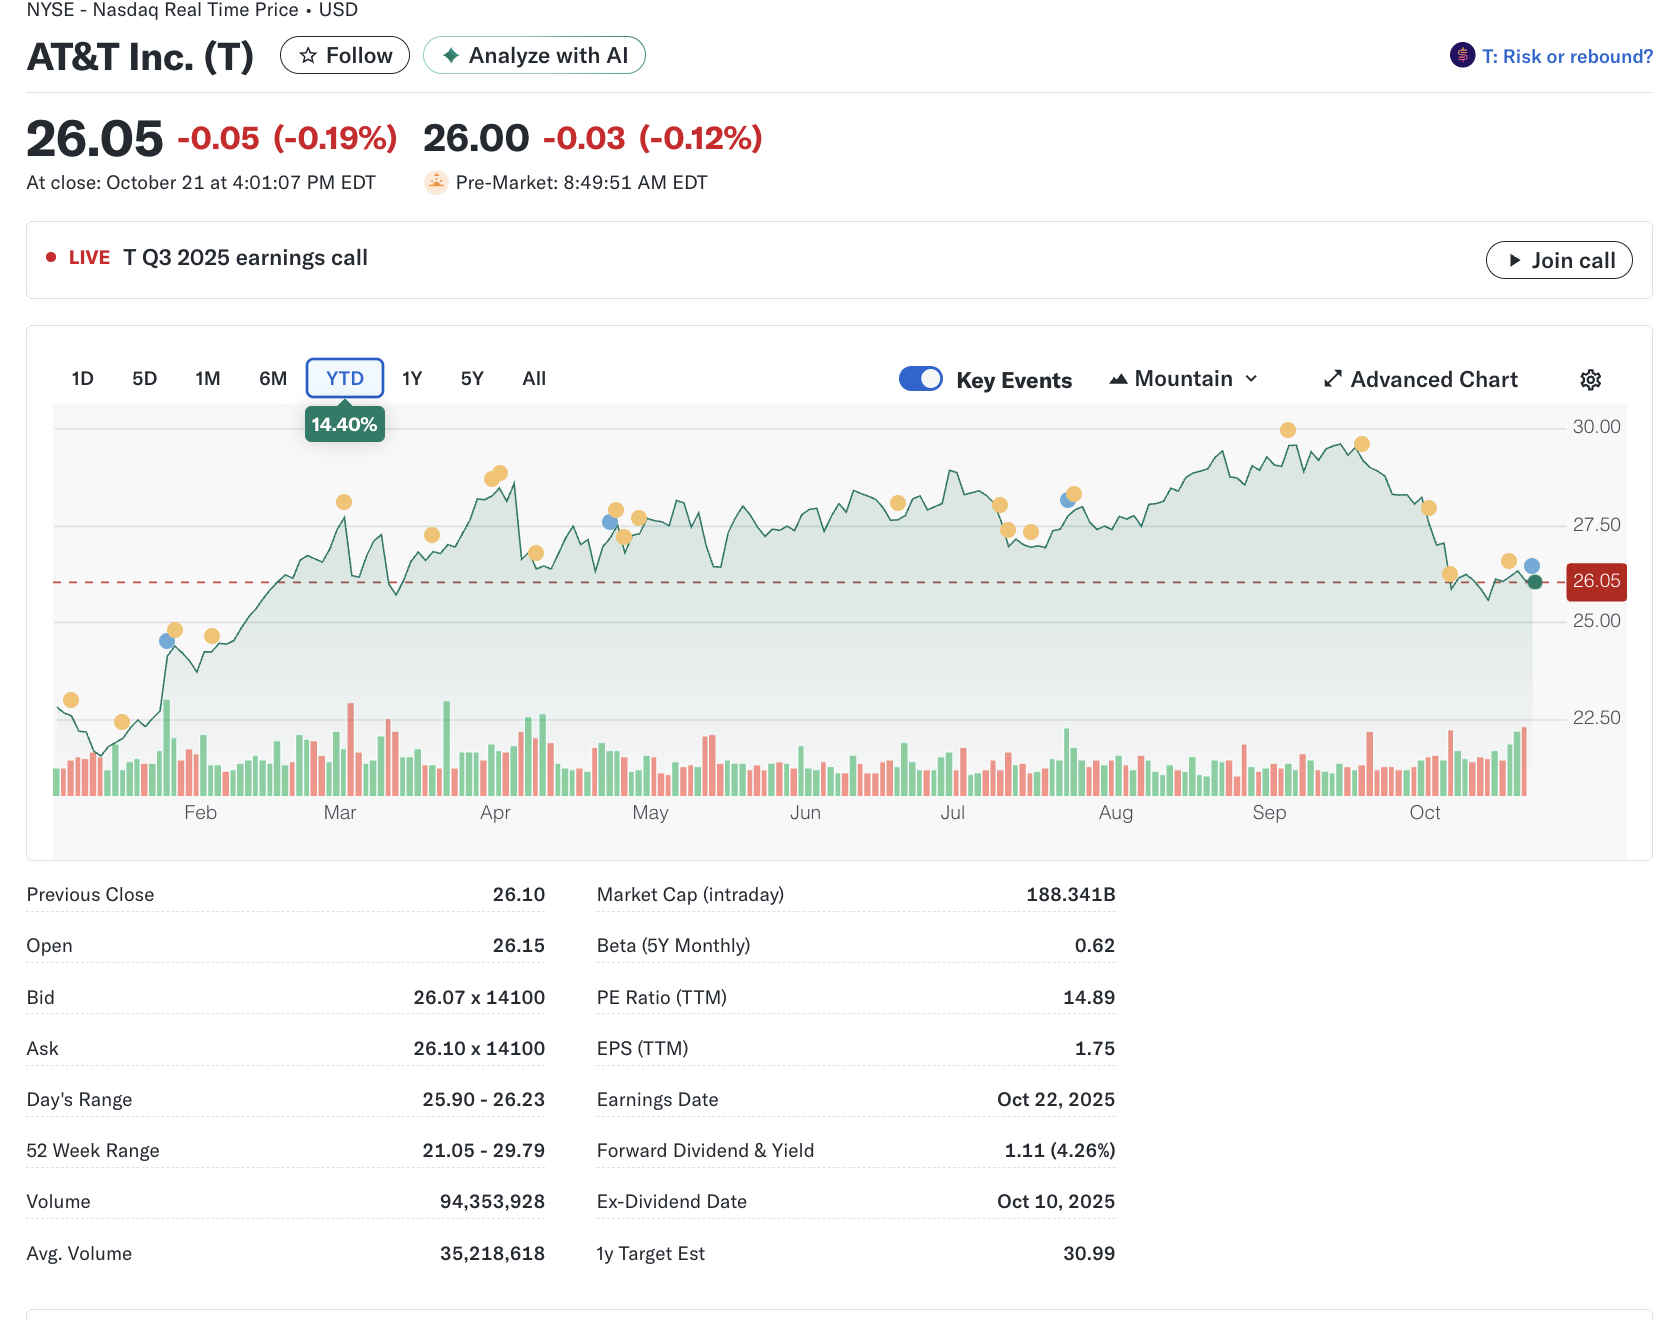 NYSE - Nasdaq Real Time Price • USD
AT&T Inc. (T)
Follow
Analyze with AI
T: Risk or rebound?
26.05 -0.05 (-0.19%) 26.00 -0.03 (-0.12%)
At close: October 21 at 4:01:07 PM EDT
Pre-Market: 8:49:51 AM EDT
LIVE T Q3 2025 earnings call
Join call
1D 5D 1M 6M YTD 1Y 5Y All
Key Events
Mountain
Advanced Chart
14.40%
30.00
27.50
26.05
25.00
22.50
Feb Mar Apr May Jun Jul Aug Sep Oct
Previous Close 26.10
Open 26.15
Bid 26.07 x 14100
Ask 26.10 x 14100
Day's Range 25.90 - 26.23
52 Week Range 21.05 - 29.79
Volume 94,353,928
Avg. Volume 35,218,618
Market Cap (intraday) 188.341B
Beta (5Y Monthly) 0.62
PE Ratio (TTM) 14.89
EPS (TTM) 1.75
Earnings Date Oct 22, 2025
Forward Dividend & Yield 1.11 (4.26%)
Ex-Dividend Date Oct 10, 2025
1y Target Est 30.99